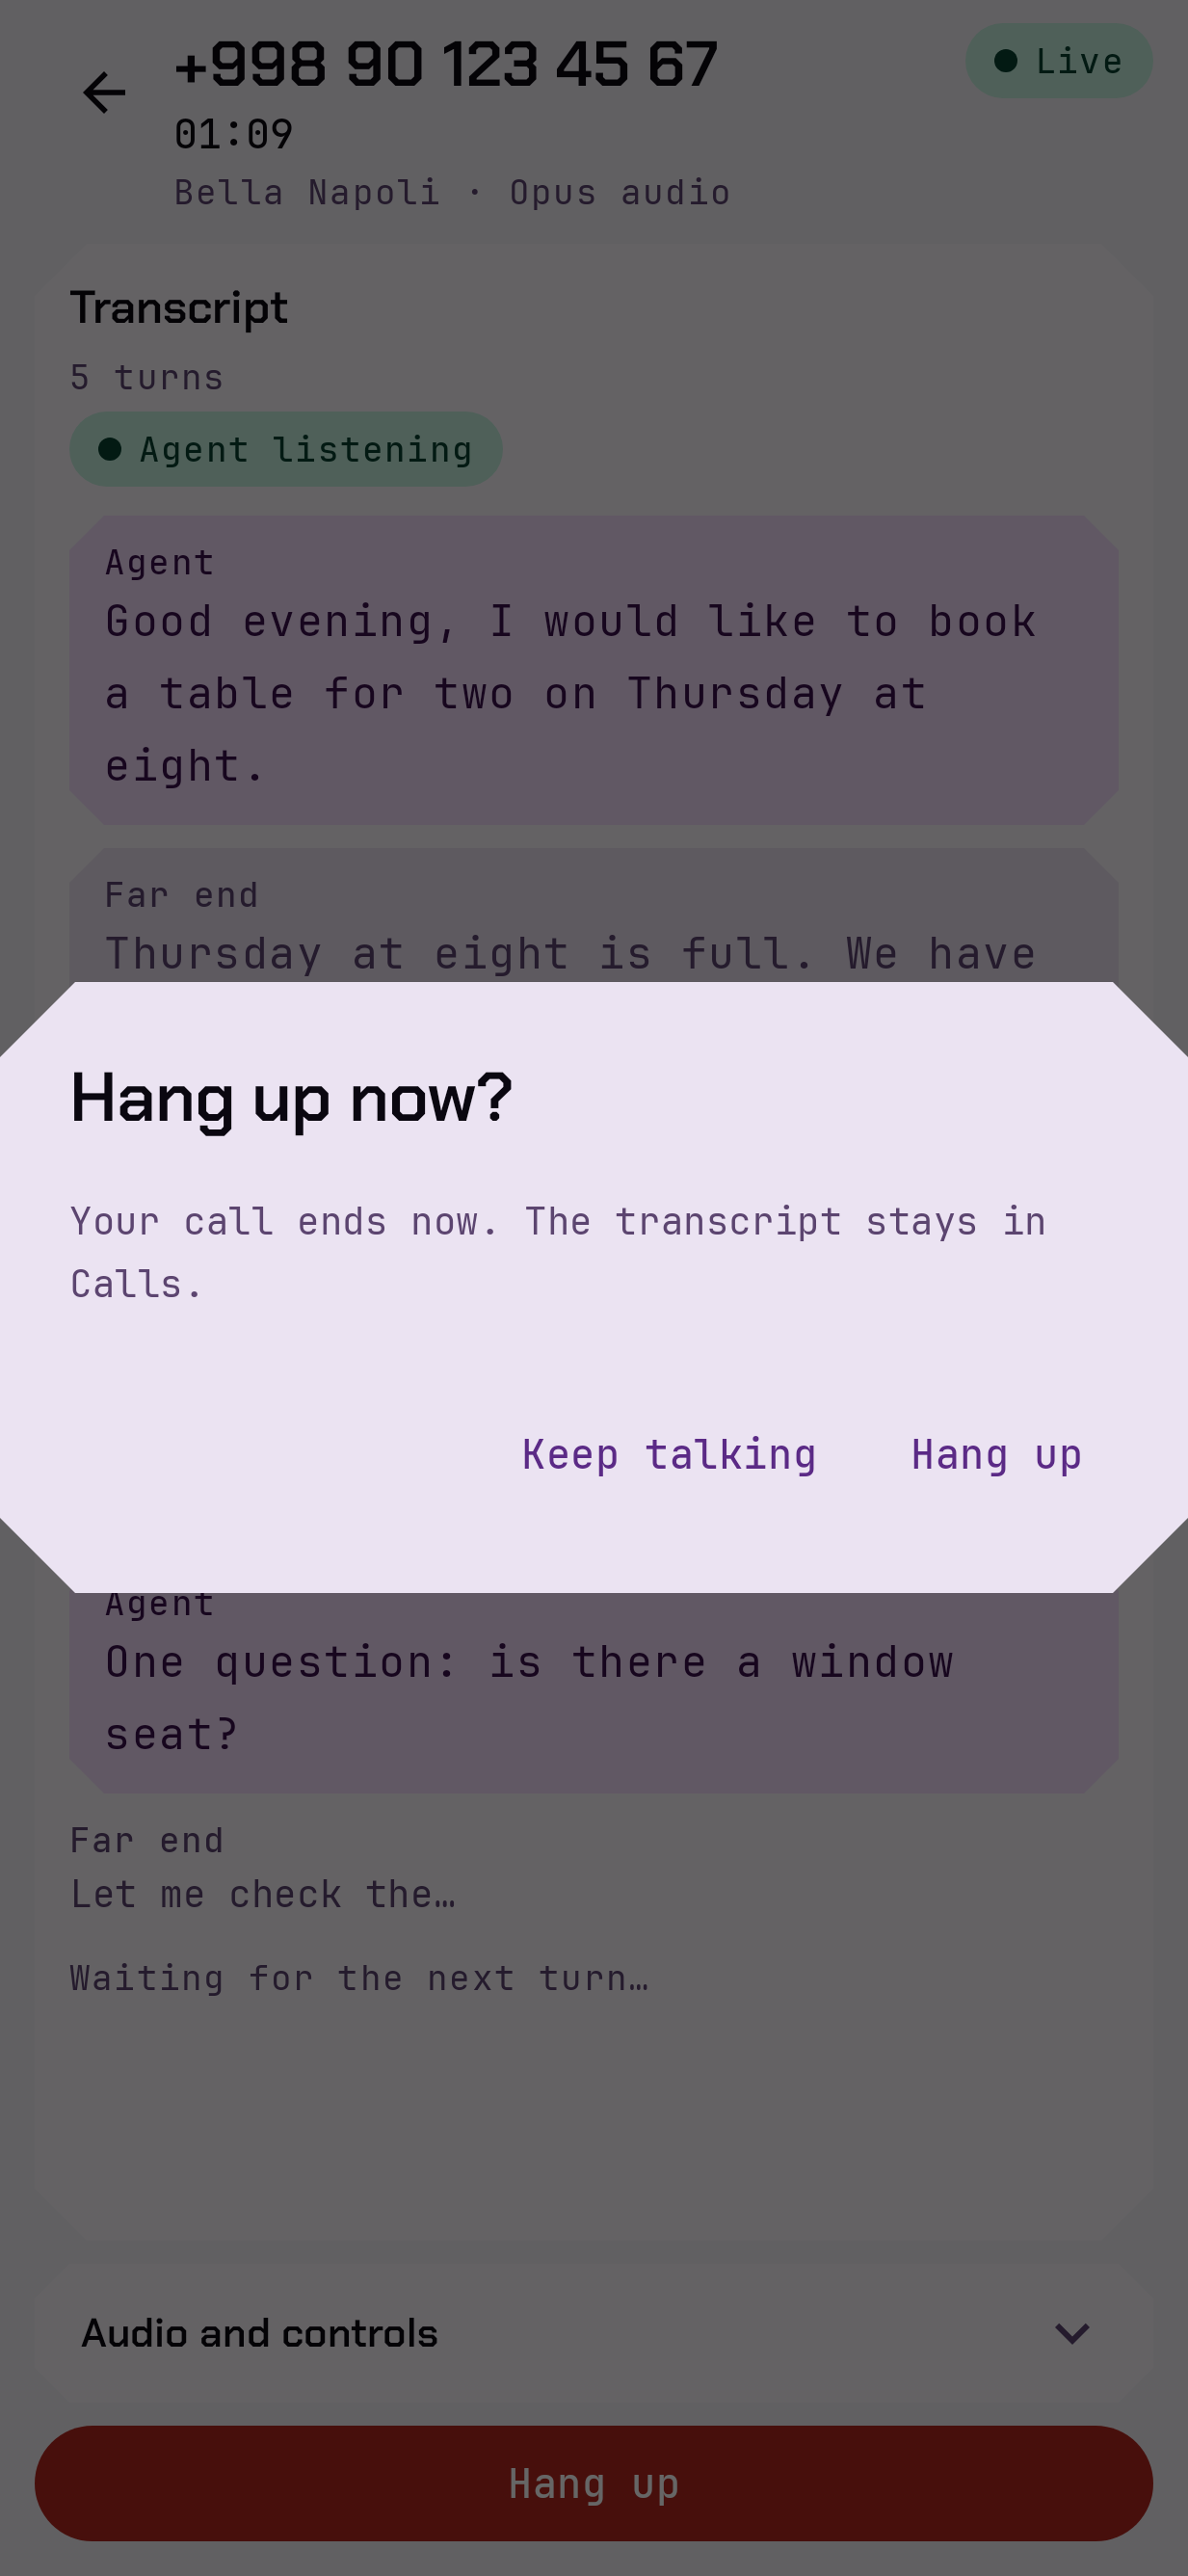 +998 90 123 45 67
Live
01:09
Bella Napoli · Opus audio
Transcript
5 turns
Agent listening
Agent
Good evening, I would like to book
a table for two on Thursday at
eight.
Far end
Thursday at eight is full. We have
Hang up now?
Your call ends now. The transcript stays in
Calls.
Keep talking
Hang up
Agent
One question: is there a window
seat?
Far end
Let me check the…
Waiting for the next turn…
Audio and controls
Hang up